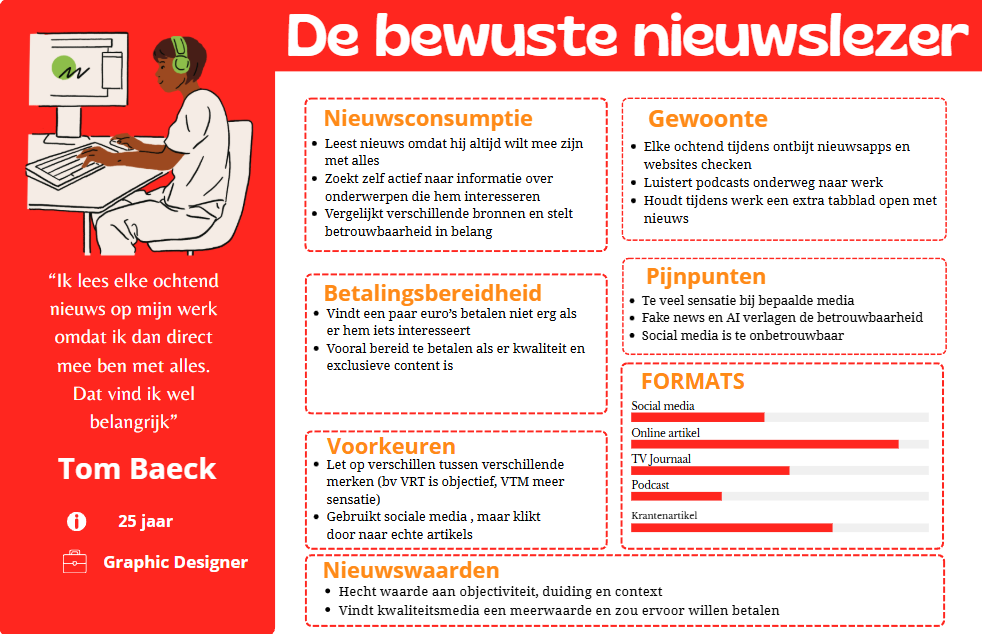 De bewuste nieuwslezer
“Ik lees elke ochtend
nieuws op mijn werk
omdat ik dan direct
mee ben met alles.
Dat vind ik wel
belangrijk”
Tom Baeck
25 jaar
Graphic Designer
Nieuwsconsumptie
• Leest nieuws omdat hij altijd wilt mee zijn
met alles
• Zoekt zelf actief naar informatie over
onderwerpen die hem interesseren
• Vergelijkt verschillende bronnen en stelt
betrouwbaarheid in belang
Betalingsbereidheid
• Vindt een paar euro’s betalen niet erg als
er hem iets interesseert
• Vooral bereid te betalen als er kwaliteit en
exclusieve content is
Voorkeuren
• Let op verschillen tussen verschillende
merken (bv VRT is objectief, VTM meer
sensatie)
• Gebruikt sociale media , maar klikt
door naar echte artikels
Gewoonte
• Elke ochtend tijdens ontbijt nieuwsapps en
websites checken
• Luistert podcasts onderweg naar werk
• Houdt tijdens werk een extra tabblad open met
nieuws
Pijnpunten
• Te veel sensatie bij bepaalde media
• Fake news en AI verlagen de betrouwbaarheid
• Social media is te onbetrouwbaar
FORMATS
Social media
Online artikel
TV Journaal
Podcast
Krantenartikel
Nieuwswaarden
• Hecht waarde aan objectiviteit, duiding en context
• Vindt kwaliteitsmedia een meerwaarde en zou ervoor willen betalen